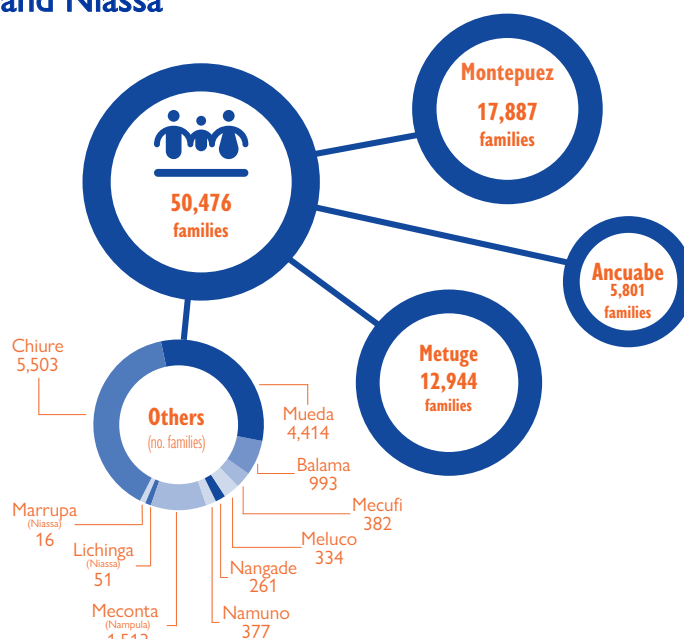 and Niassa
Montepuez
17,887
families
50,476
families
Ancuabe
5,801
families
Metuge
12,944
families
Chiure
5,503
Others
(no. families)
Mueda
4,414
Balama
993
Mecufi
382
Marrupa
(Niassa)
16
Meluco
334
Lichinga
(Niassa)
51
Nangade
261
Meconta
(Nampula)
1,513
Namuno
377